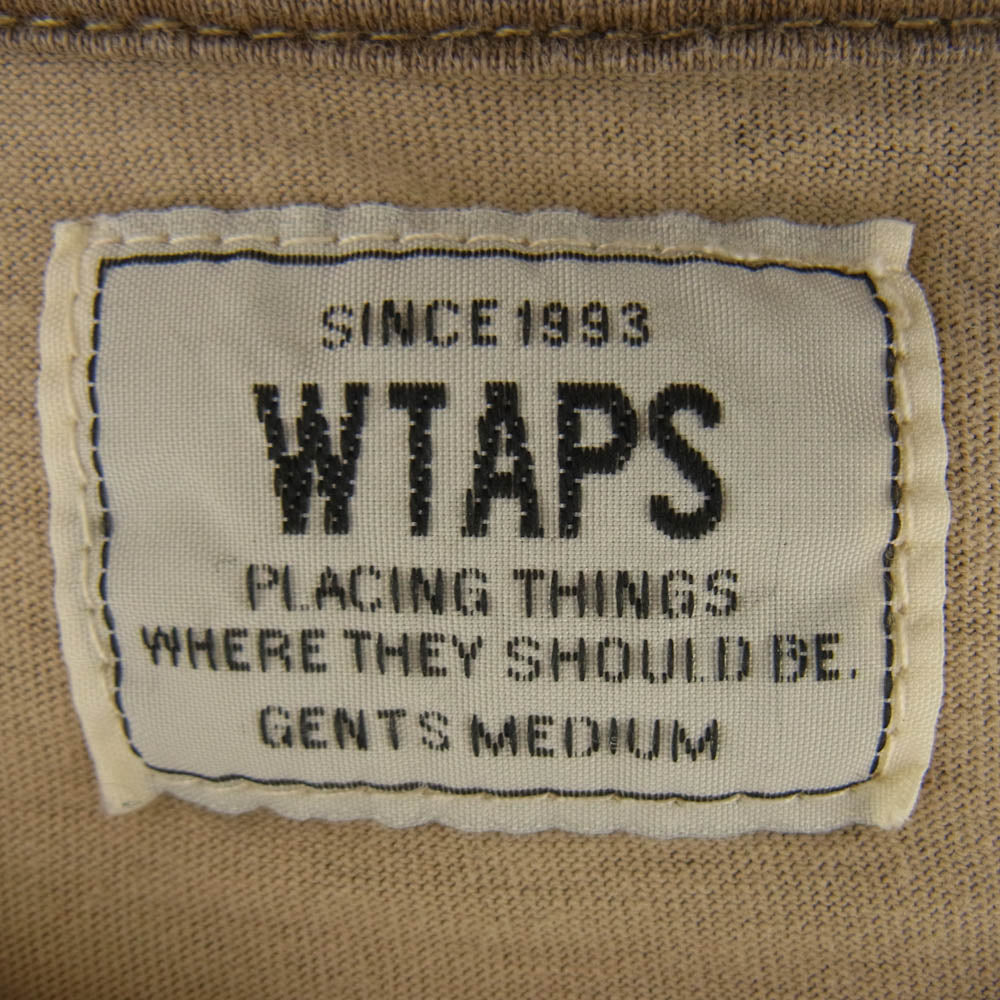 SINCE 1993
WTAPS
PLACING THINGS
WHERE THEY SHOULD BE.
GENTS MEDIUM